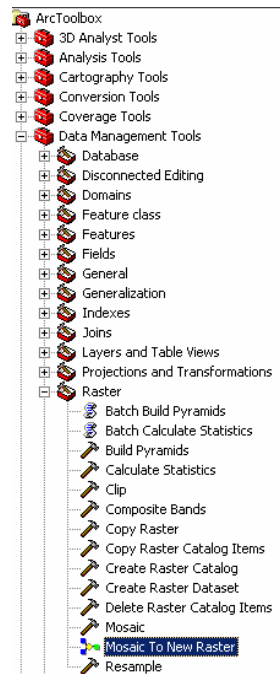 ArcToolbox
3D Analyst Tools
Analysis Tools
Cartography Tools
Conversion Tools
Coverage Tools
Data Management Tools
Database
Disconnected Editing
Domains
Feature class
Features
Fields
General
Generalization
Indexes
Joins
Layers and Table Views
Projections and Transformations
Raster
Batch Build Pyramids
Batch Calculate Statistics
Build Pyramids
Calculate Statistics
Clip
Composite Bands
Copy Raster
Copy Raster Catalog Items
Create Raster Catalog
Create Raster Dataset
Delete Raster Catalog Items
Mosaic
Mosaic To New Raster
Resample